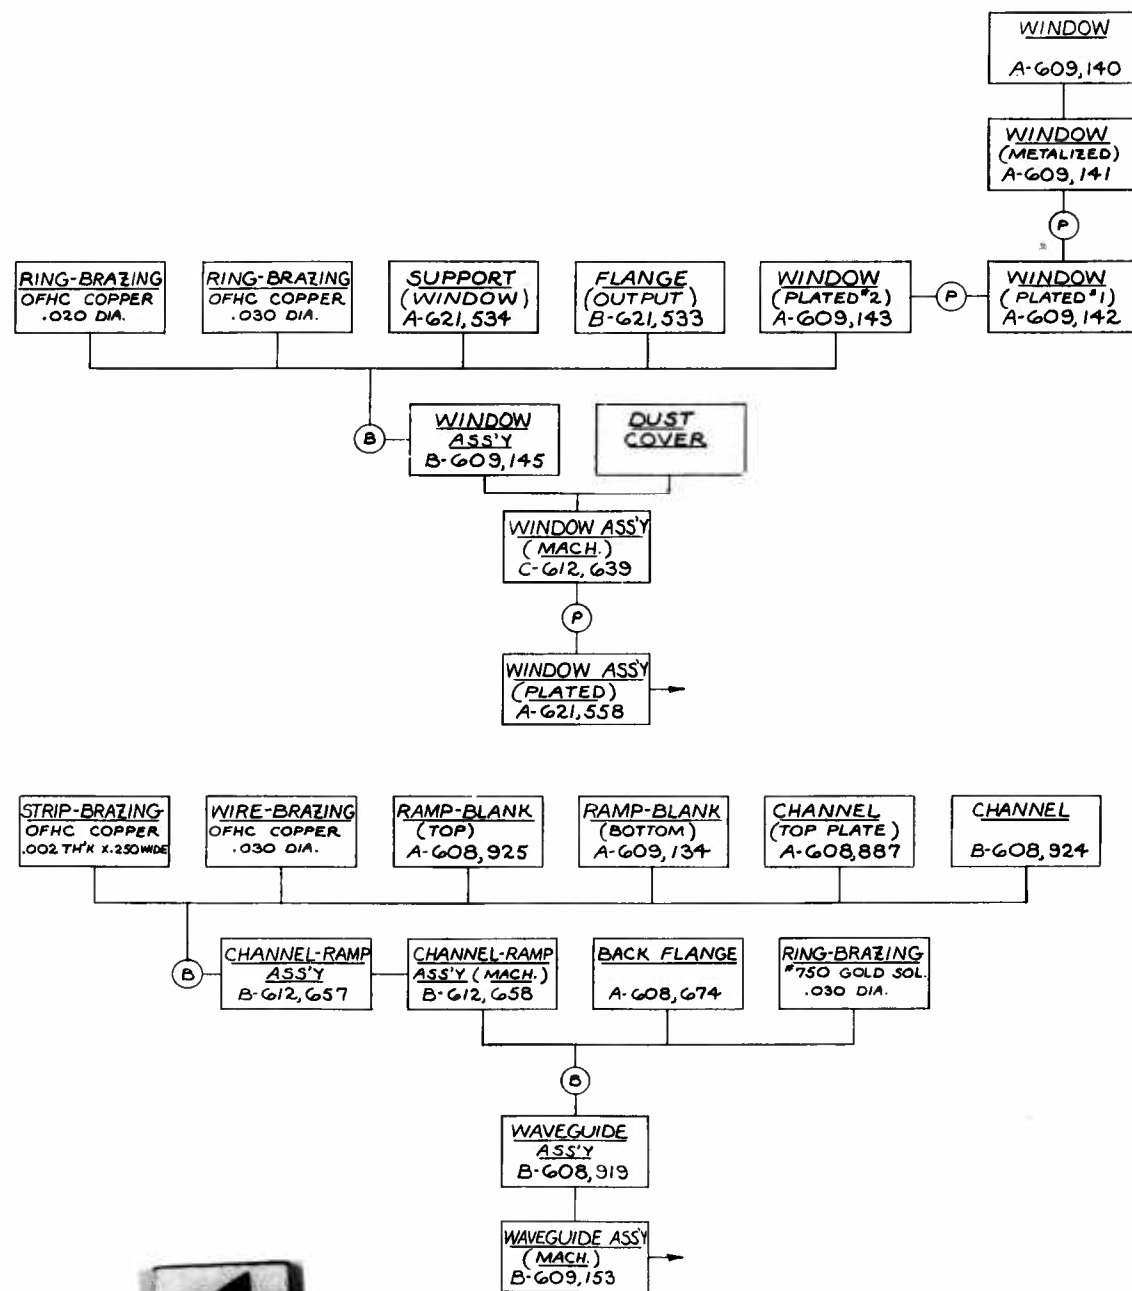 WINDOW
A-609,140
WINDOW
(METALIZED)
A-609,141
P
RING-BRAZING
OFHC COPPER
.020 DIA.
RING-BRAZING
OFHC COPPER
.030 DIA.
SUPPORT
(WINDOW)
A-621,534
FLANGE
(OUTPUT)
B-621,533
WINDOW
(PLATED #2)
A-609,143
P
WINDOW
(PLATED #1)
A-609,142
B
WINDOW
ASS'Y
B-609,145
DUST
COVER
WINDOW ASS'Y
(MACH.)
C-612,639
P
WINDOW ASS'Y
(PLATED)
A-621,558
STRIP-BRAZING
OFHC COPPER
.002 TH'K X .250 WIDE
WIRE-BRAZING
OFHC COPPER
.030 DIA.
RAMP-BLANK
(TOP)
A-608,925
RAMP-BLANK
(BOTTOM)
A-609,134
CHANNEL
(TOP PLATE)
A-608,887
CHANNEL
B-608,924
B
CHANNEL-RAMP
ASS'Y
B-612,657
CHANNEL-RAMP
ASS'Y (MACH.)
B-612,658
BACK FLANGE
A-608,674
RING-BRAZING
#750 GOLD SOL.
.030 DIA.
B
WAVEGUIDE
ASS'Y
B-608,919
WAVEGUIDE ASS'Y
(MACH.)
B-609,153